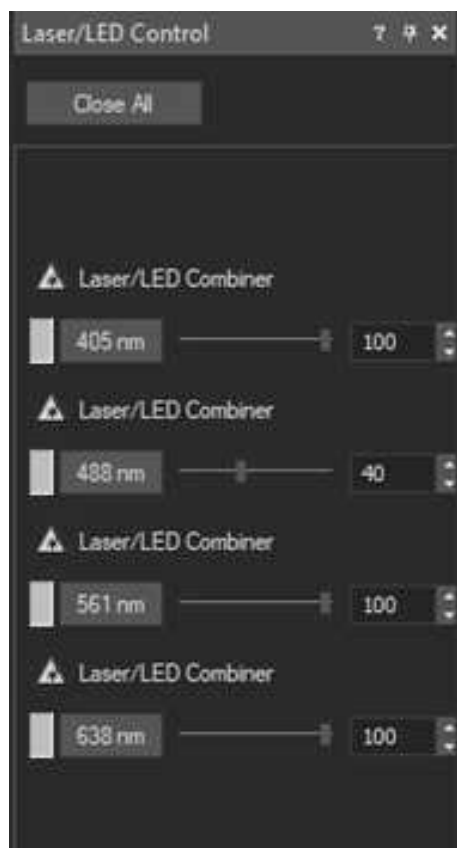 Laser/LED Control
Close All
Laser/LED Combiner
405 nm 100
Laser/LED Combiner
488 nm 40
Laser/LED Combiner
561 nm 100
Laser/LED Combiner
638 nm 100